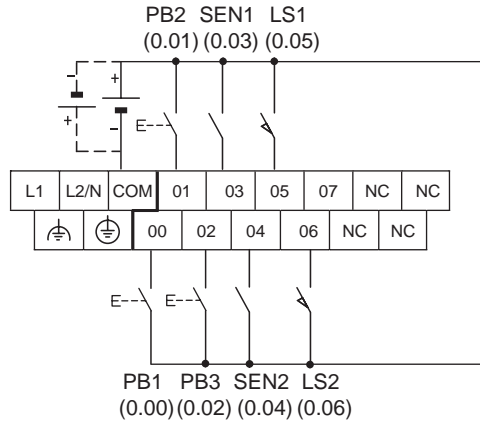 PB2 SEN1 LS1
(0.01) (0.03) (0.05)
- +
+ -
L1 L2/N COM 01 03 05 07 NC NC
00 02 04 06 NC NC
PB1 PB3 SEN2 LS2
(0.00) (0.02) (0.04) (0.06)